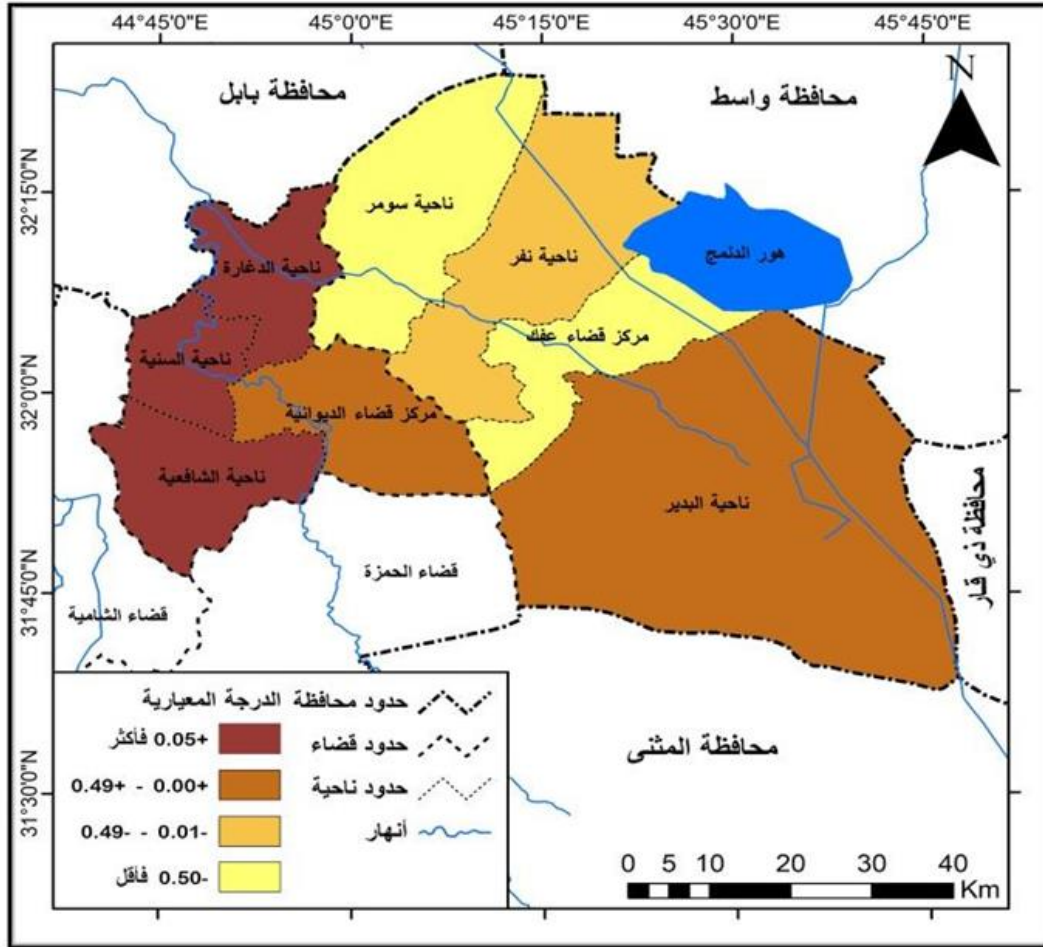 44°45'0"E 45°0'0"E 45°15'0"E 45°30'0"E 45°45'0"E
N
محافظة بابل
محافظة واسط
32°15'0"N
32°0'0"N
31°45'0"N
31°30'0"N
ناحية سومر
ناحية نفر
هور الدلمج
ناحية الدغارة
مركز قضاء عفك
ناحية السنية
مركز قضاء الديوانية
ناحية الشافعية
ناحية البدير
محافظة ذي قار
قضاء الحمزة
قضاء الشامية
محافظة المثنى
حدود محافظة
حدود قضاء
حدود ناحية
أنهار
الدرجة المعيارية
+0.05 فأكثر
+0.00 - +0.49
-0.01 - -0.49
-0.50 فأقل
0 5 10 20 30 40
Km